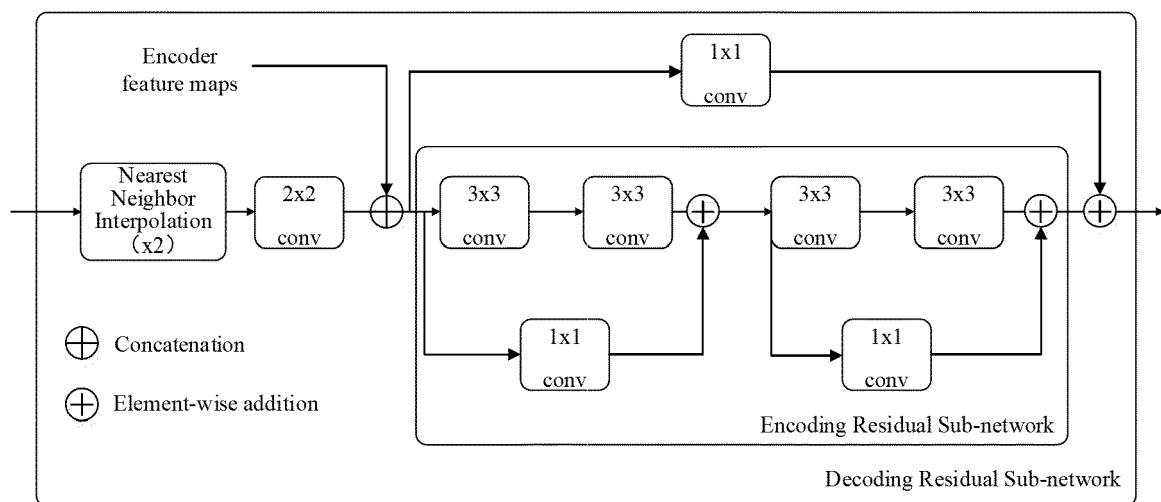 Encoder
feature maps
1x1
conv
Nearest
Neighbor
Interpolation
(x2)
2x2
conv
3x3
conv
3x3
conv
3x3
conv
3x3
conv
1x1
conv
1x1
conv
Concatenation
Element-wise addition
Encoding Residual Sub-network
Decoding Residual Sub-network